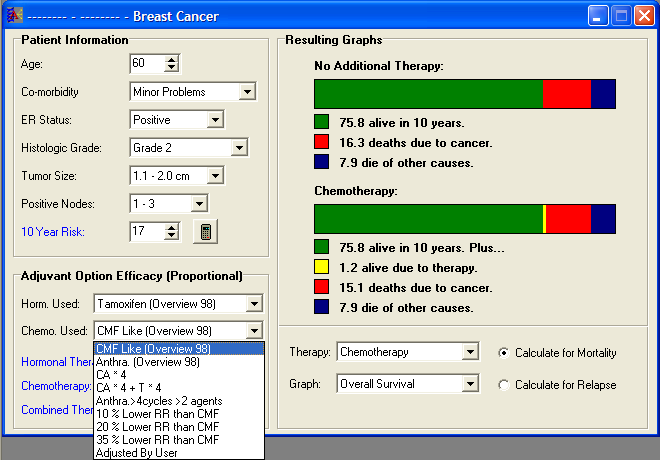 -------- - -------- - Breast Cancer
Patient Information
Age:
60
Co-morbidity
Minor Problems
ER Status:
Positive
Histologic Grade:
Grade 2
Tumor Size:
1.1 - 2.0 cm
Positive Nodes:
1 - 3
10 Year Risk:
17
Adjuvant Option Efficacy (Proportional)
Horm. Used:
Tamoxifen (Overview 98)
Chemo. Used:
CMF Like (Overview 98)
CMF Like (Overview 98)
Anthra. (Overview 98)
CA * 4
CA * 4 + T * 4
Anthra.>4cycles >2 agents
10 % Lower RR than CMF
20 % Lower RR than CMF
35 % Lower RR than CMF
Adjusted By User
Hormonal Thera
Chemotherapy:
Combined Ther
Resulting Graphs
No Additional Therapy:
75.8 alive in 10 years.
16.3 deaths due to cancer.
7.9 die of other causes.
Chemotherapy:
75.8 alive in 10 years. Plus...
1.2 alive due to therapy.
15.1 deaths due to cancer.
7.9 die of other causes.
Therapy:
Chemotherapy
Calculate for Mortality
Graph:
Overall Survival
Calculate for Relapse